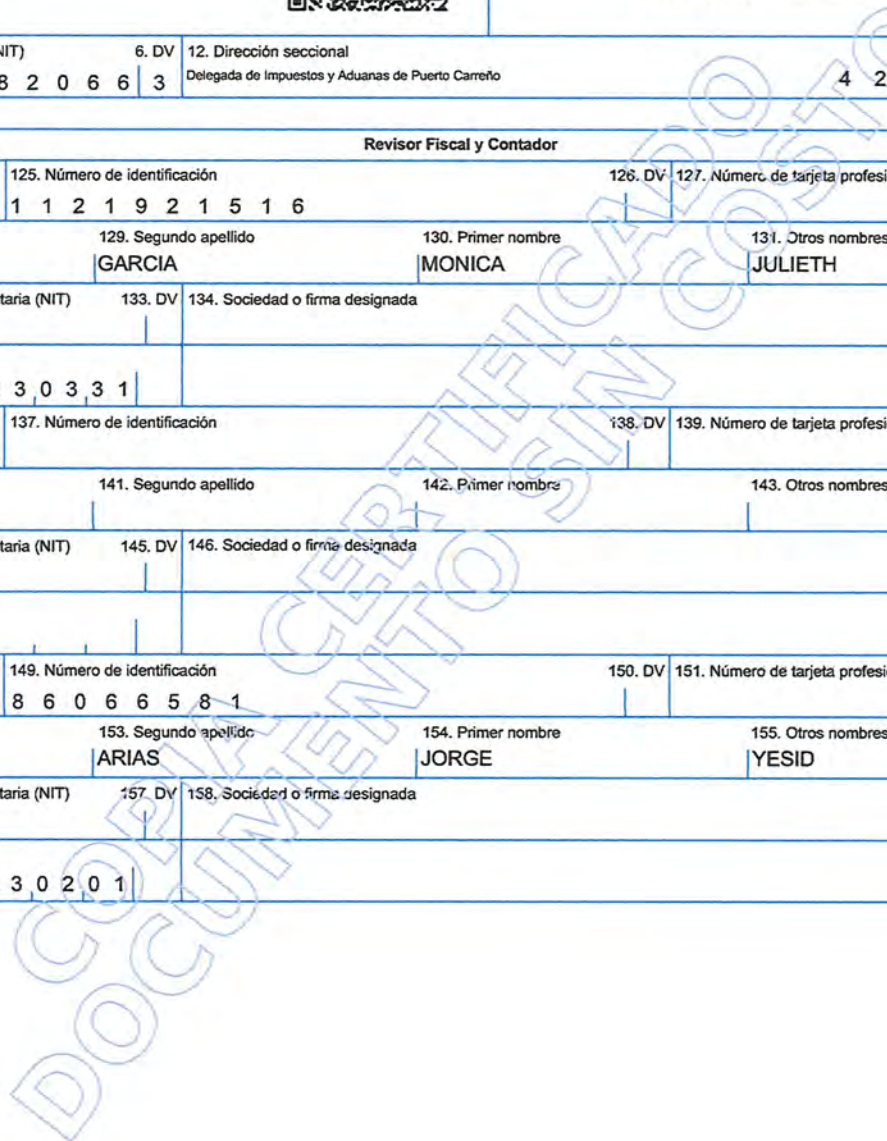 NIT) 6. DV 12. Dirección seccional
8 2 0 6 6 3 Delegada de Impuestos y Aduanas de Puerto Carreño 4 2
Revisor Fiscal y Contador
125. Número de identificación 126. DV 127. Número de tarjeta profesi
1 1 2 1 9 2 1 5 1 6
129. Segundo apellido 130. Primer nombre 131. Otros nombres
GARCIA MONICA JULIETH
taria (NIT) 133. DV 134. Sociedad o firma designada
3 0 3 3 1
137. Número de identificación 138. DV 139. Número de tarjeta profesi
141. Segundo apellido 142. Primer nombre 143. Otros nombres
taria (NIT) 145. DV 146. Sociedad o firma designada
149. Número de identificación 150. DV 151. Número de tarjeta profesi
8 6 0 6 6 5 8 1
153. Segundo apellido 154. Primer nombre 155. Otros nombres
ARIAS JORGE YESID
taria (NIT) 157. DV 158. Sociedad o firma designada
3 0 2 0 1
COPIA CERTIFICADO
DOCUMENTO SIN COSTO